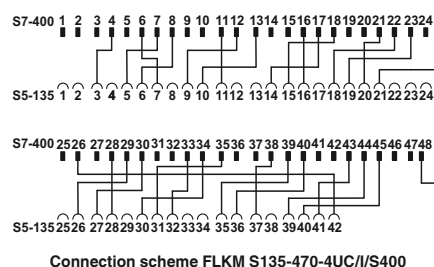 S7-400 1 2 3 4 5 6 7 8 9 10 11 12 13 14 15 16 17 18 19 20 21 22 23 24
S5-135 1 2 3 4 5 6 7 8 9 10 11 12 13 14 15 16 17 18 19 20 21 22 23 24
S7-400 25 26 27 28 29 30 31 32 33 34 35 36 37 38 39 40 41 42 43 44 45 46 47 48
S5-135 25 26 27 28 29 30 31 32 33 34 35 36 37 38 39 40 41 42
Connection scheme FLKM S135-470-4UC/I/S400